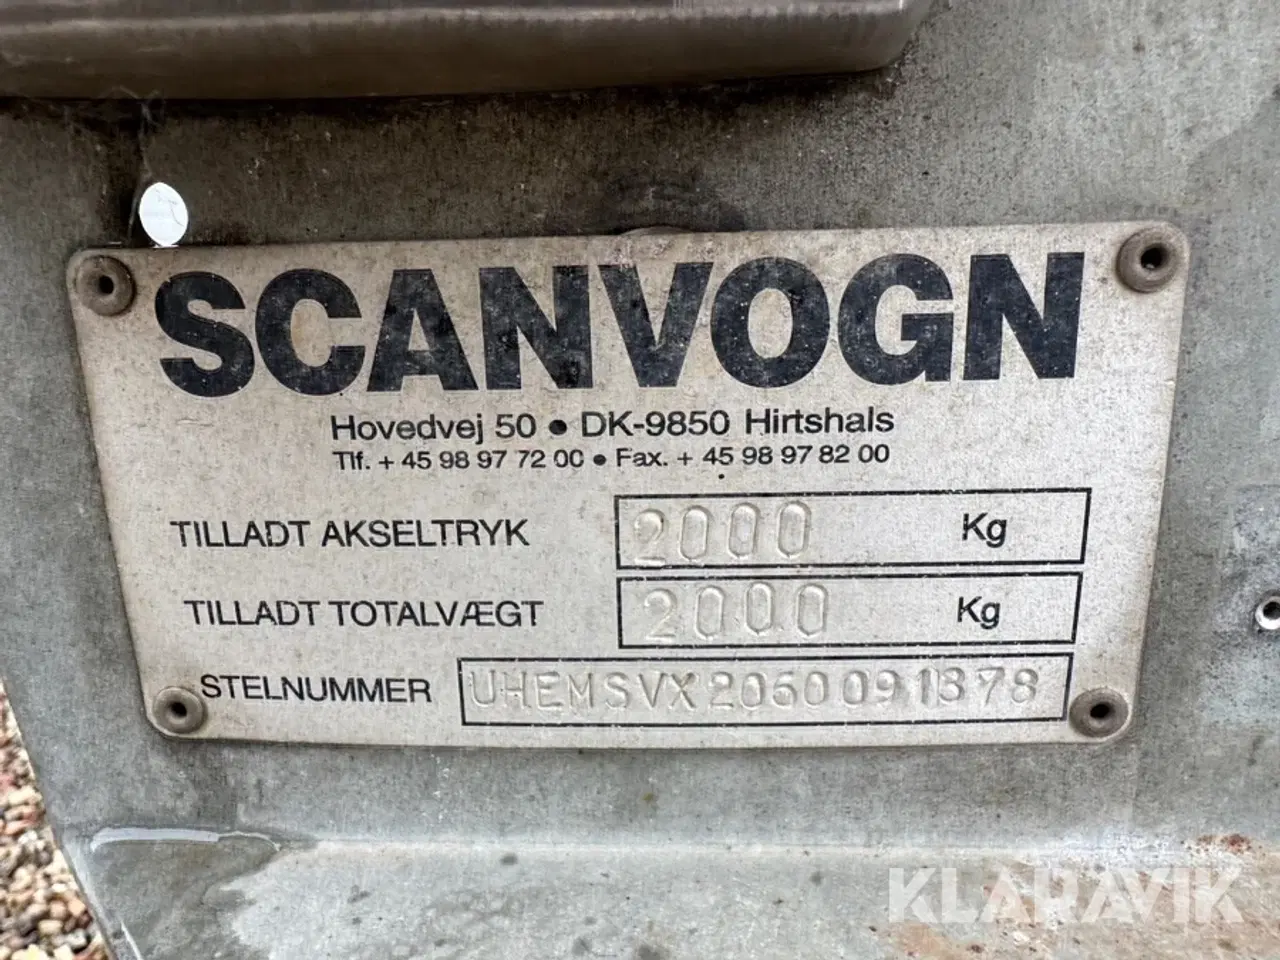 SCANVOGN
Hovedvej 50 • DK-9850 Hirtshals
Tlf. + 45 98 97 72 00 • Fax. + 45 98 97 82 00
TILLADT AKSELTRYK 2000 Kg
TILLADT TOTALVÆGT 2000 Kg
STELNUMMER UHEMSVX2060091378
KLARAVIK